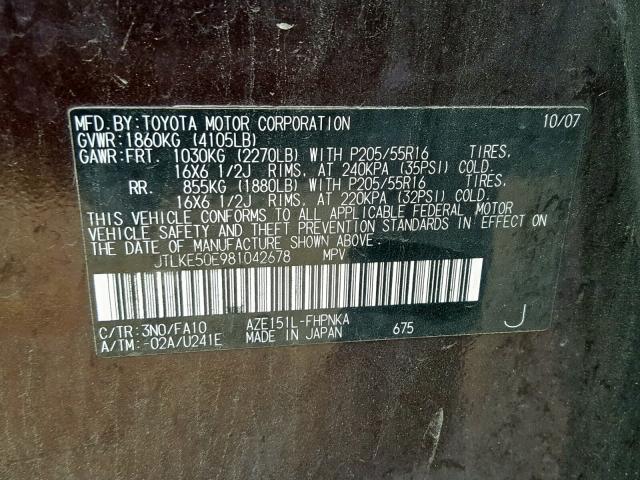 MFD.BY:TOYOTA MOTOR CORPORATION 10/07
GVWR:1860KG (4105LB)
GAWR:FRT. 1030KG (2270LB) WITH P205/55R16 TIRES,
16X6 1/2J RIMS, AT 240KPA (35PSI) COLD.
RR. 855KG (1880LB) WITH P205/55R16 TIRES,
16X6 1/2J RIMS, AT 220KPA (32PSI) COLD.
THIS VEHICLE CONFORMS TO ALL APPLICABLE FEDERAL MOTOR
VEHICLE SAFETY AND THEFT PREVENTION STANDARDS IN EFFECT ON
THE DATE OF MANUFACTURE SHOWN ABOVE.
JTLKE50E981042678 MPV
C/TR:3N0/FA10 AZE151L-FHPNKA
A/TM:-02A/U241E MADE IN JAPAN 675 J